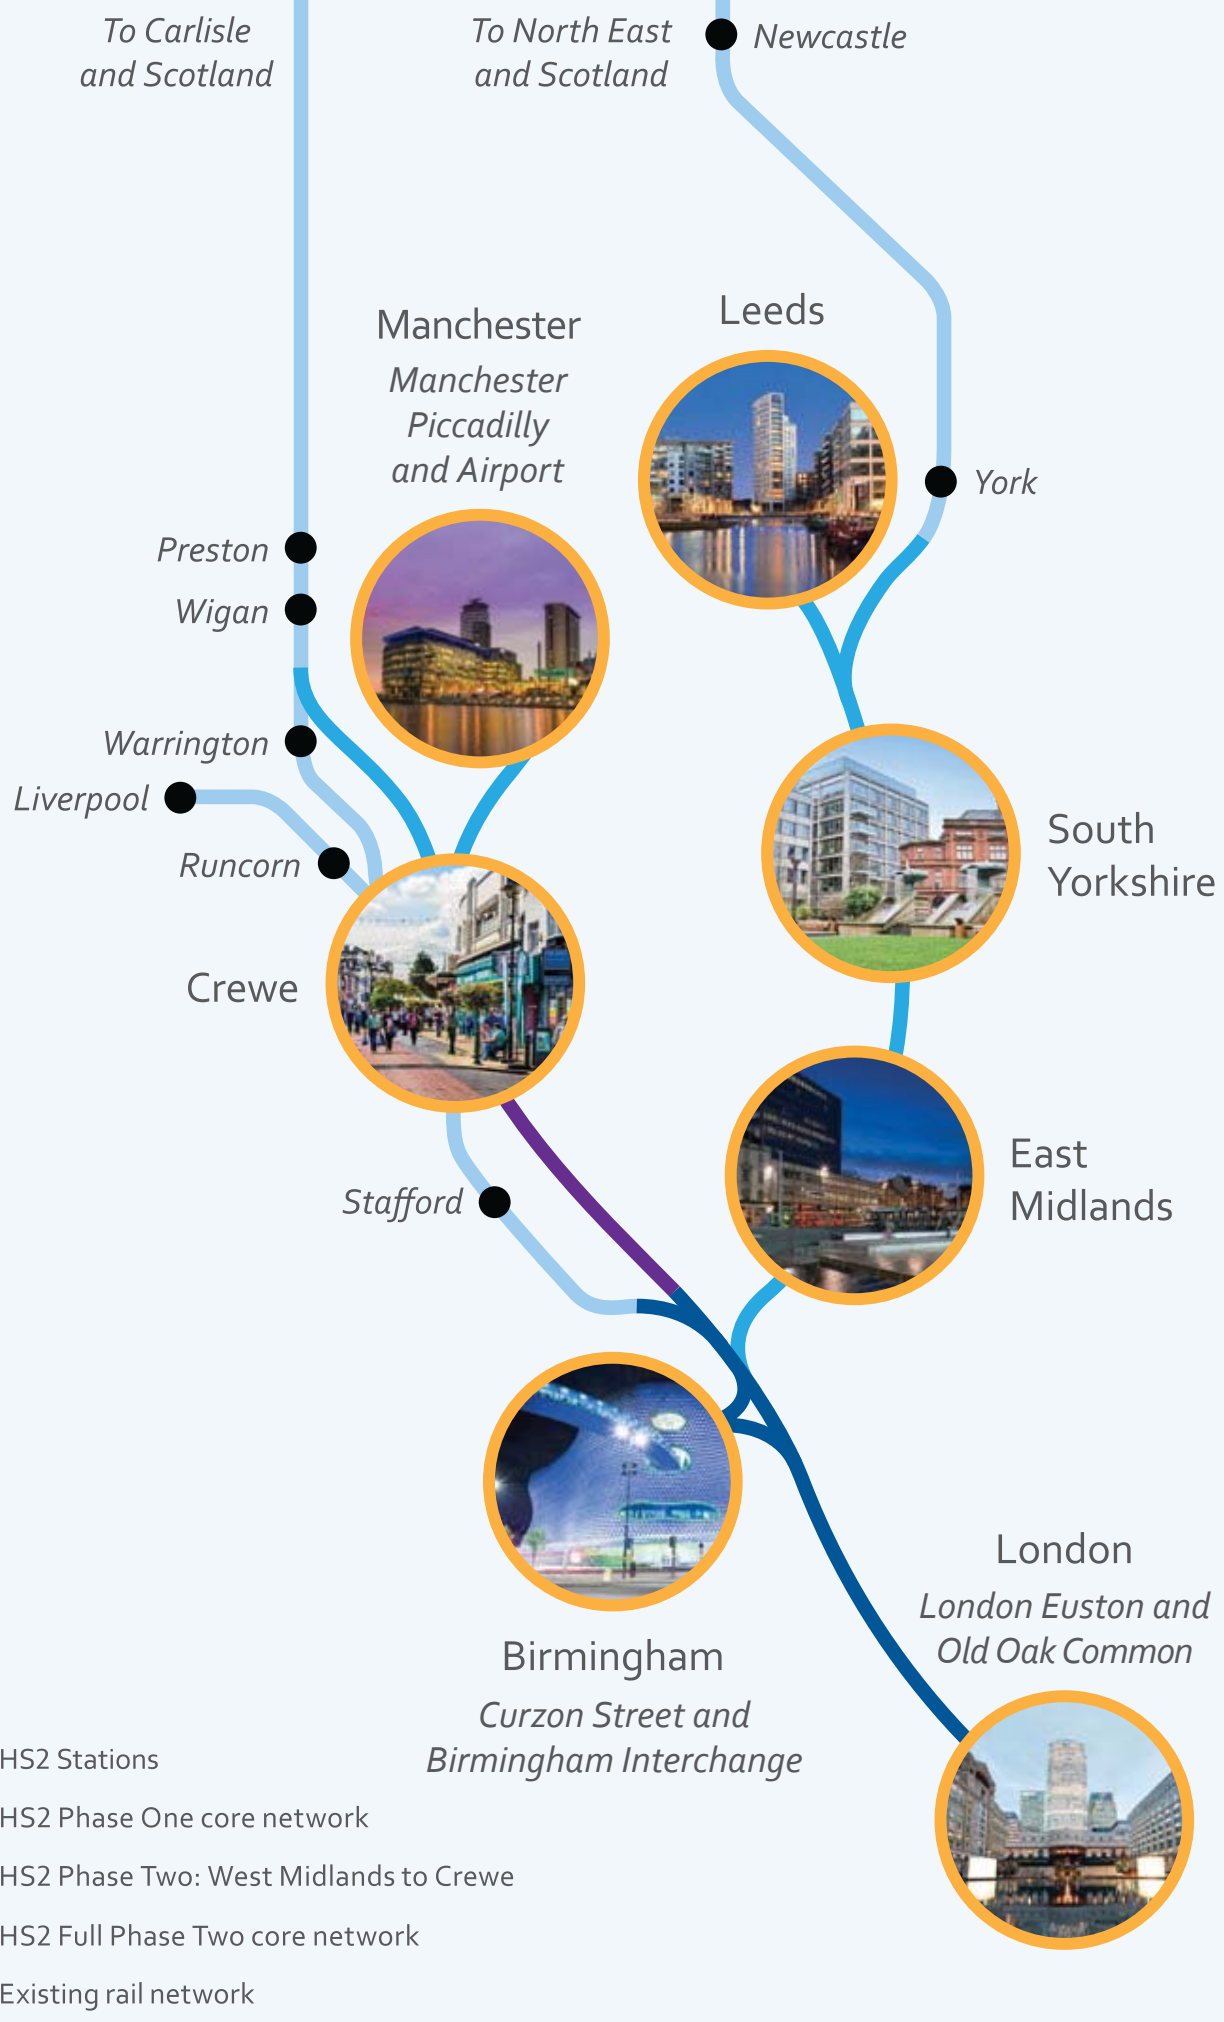 To Carlisle
and Scotland
To North East
and Scotland
Newcastle
Manchester
Manchester
Piccadilly
and Airport
Leeds
York
Preston
Wigan
Warrington
Liverpool
Runcorn
Crewe
South
Yorkshire
East
Midlands
Stafford
Birmingham
Curzon Street and
Birmingham Interchange
London
London Euston and
Old Oak Common
HS2 Stations
HS2 Phase One core network
HS2 Phase Two: West Midlands to Crewe
HS2 Full Phase Two core network
Existing rail network